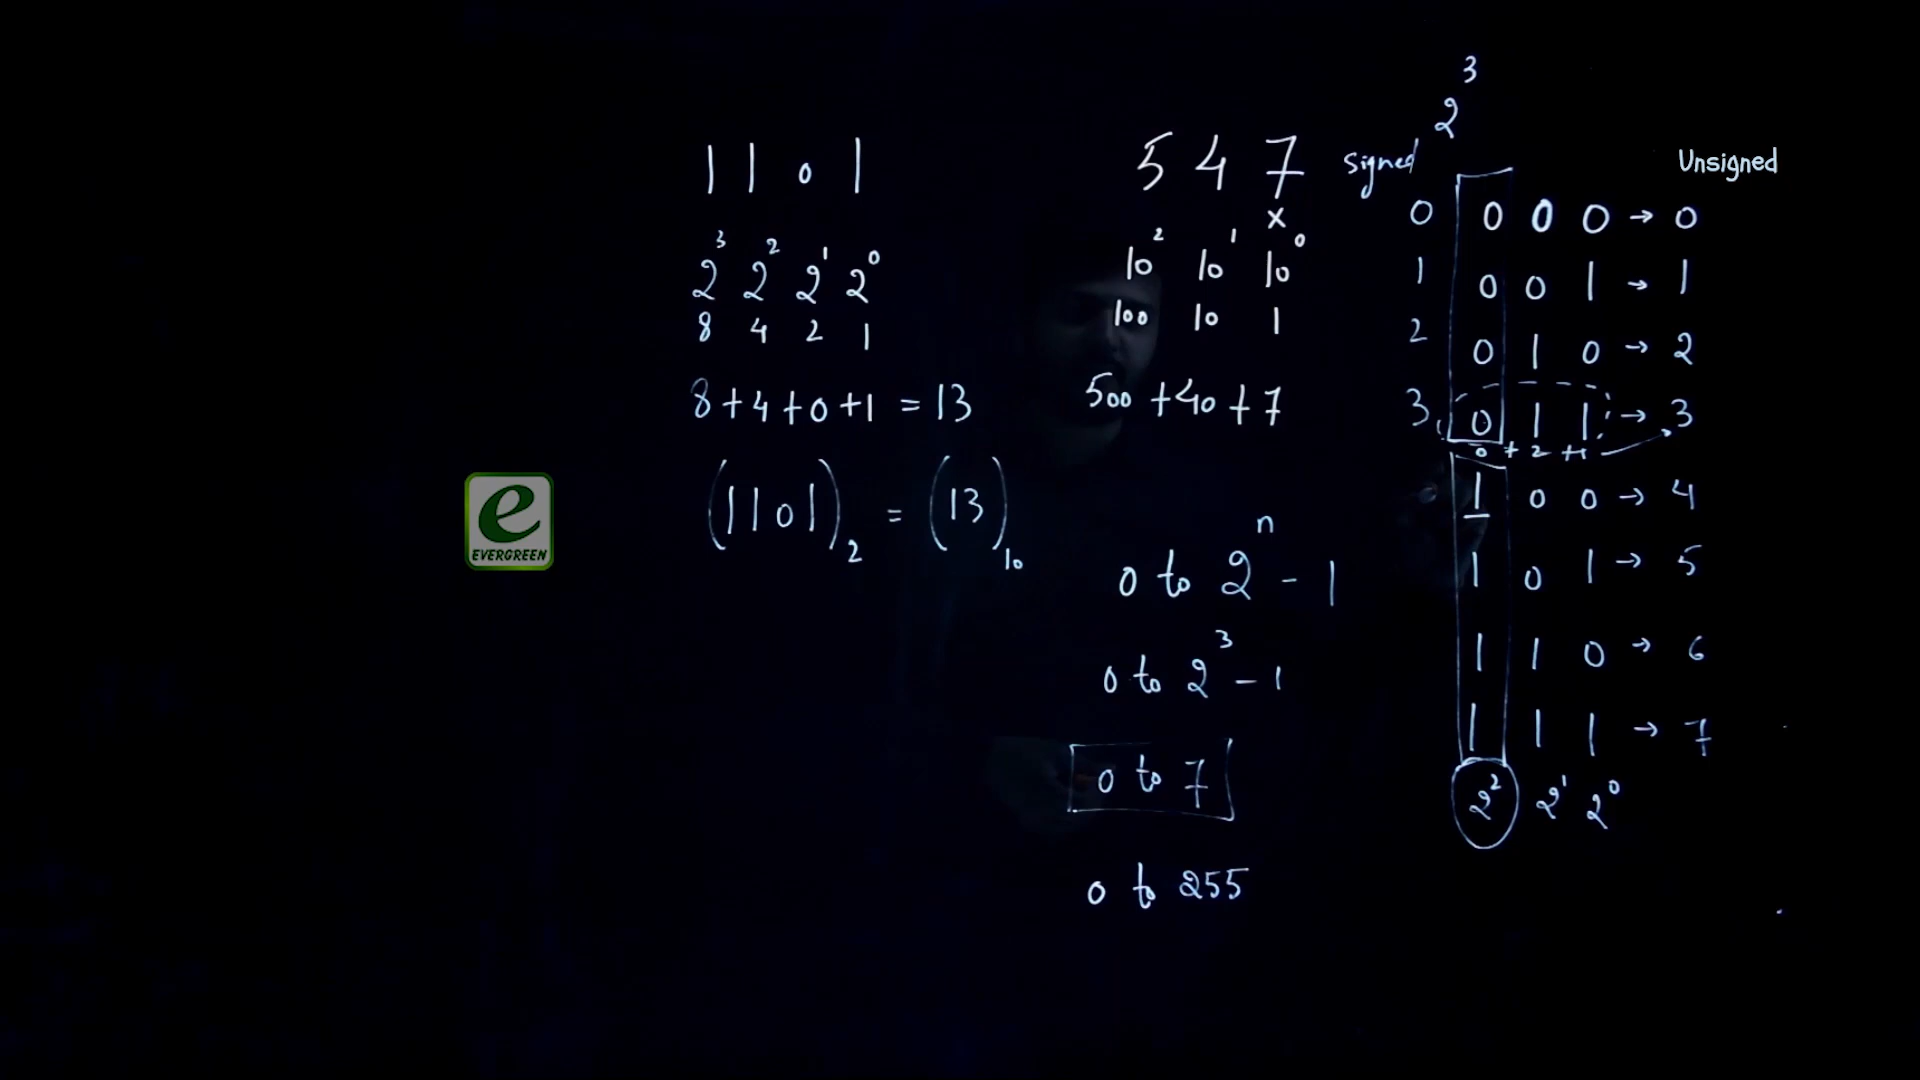 1 1 0 1
2³ 2² 2¹ 2⁰
8 4 2 1
8 + 4 + 0 + 1 = 13
(1101)₂ = (13)₁₀
e
EVERGREEN
5 4 7
x
10² 10¹ 10⁰
100 10 1
500 + 40 + 7
0 to 2ⁿ - 1
0 to 2³ - 1
0 to 7
0 to 255
2³
Signed Unsigned
0 0 0 0 → 0
1 0 0 1 → 1
2 0 1 0 → 2
3 0 1 1 → 3
0 + 2 + 1
1 0 0 → 4
1 0 1 → 5
1 1 0 → 6
1 1 1 → 7
2² 2¹ 2⁰